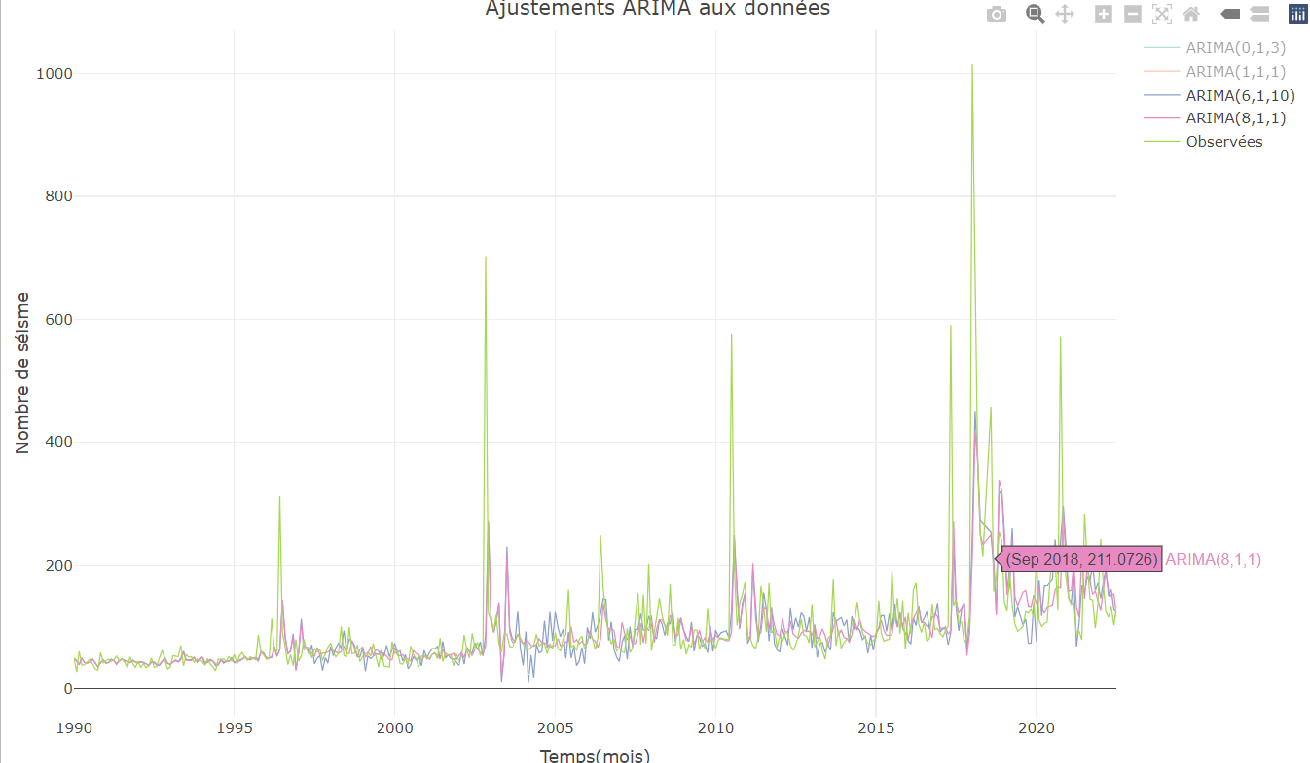 Ajustements ARIMA aux données
ARIMA(0,1,3)
ARIMA(1,1,1)
ARIMA(6,1,10)
ARIMA(8,1,1)
Observées
1000
800
600
400
200
0
Nombre de séisme
(Sep 2018, 211.0726) ARIMA(8,1,1)
1990 1995 2000 2005 2010 2015 2020
Temps(mois)